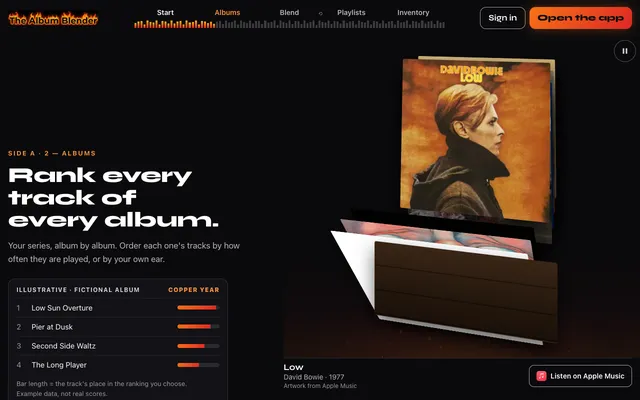 The Album Blender
Start
Albums
Blend
Playlists
Inventory
Sign in
Open the app
SIDE A · 2 — ALBUMS
Rank every
track of
every album.
Your series, album by album. Order each one's tracks by how
often they are played, or by your own ear.
ILLUSTRATIVE · FICTIONAL ALBUM
COPPER YEAR
1 Low Sun Overture
2 Pier at Dusk
3 Second Side Waltz
4 The Long Player
Bar length = the track's place in the ranking you choose.
Example data, not real scores.
DAVID BOWIE
LOW
Low
David Bowie · 1977
Artwork from Apple Music
Listen on Apple Music